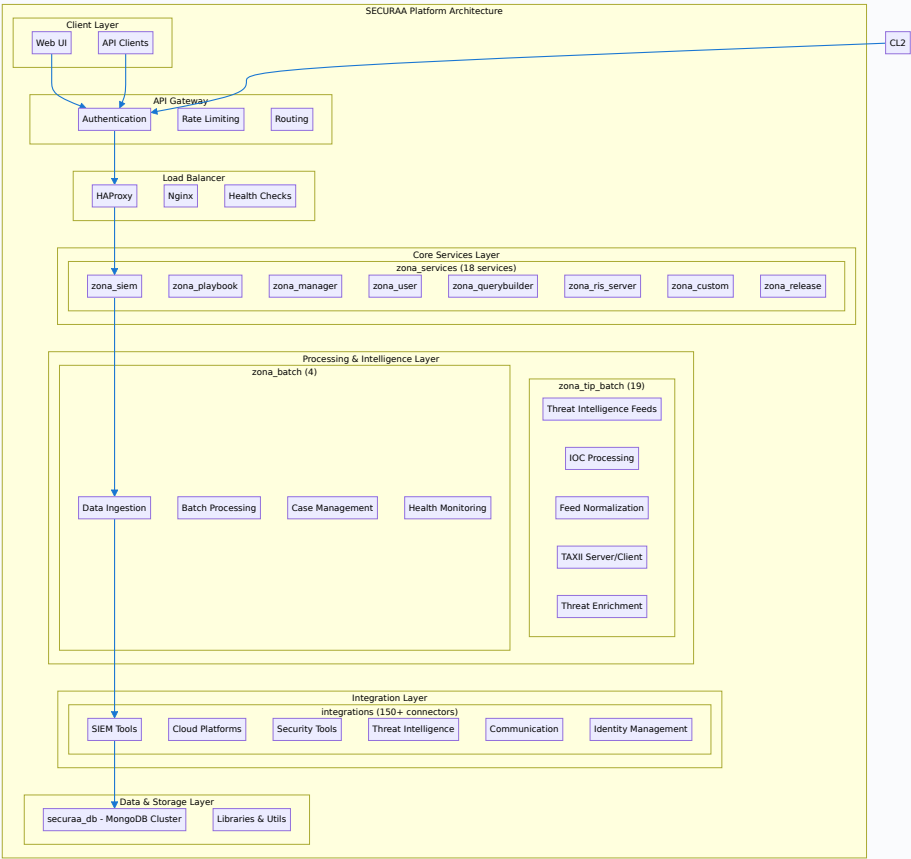 SECURAA Platform Architecture
Client Layer
Web UI
API Clients
CL2
API Gateway
Authentication
Rate Limiting
Routing
Load Balancer
HAProxy
Nginx
Health Checks
Core Services Layer
zona_services (18 services)
zona_siem
zona_playbook
zona_manager
zona_user
zona_querybuilder
zona_ris_server
zona_custom
zona_release
Processing & Intelligence Layer
zona_batch (4)
Data Ingestion
Batch Processing
Case Management
Health Monitoring
zona_tip_batch (19)
Threat Intelligence Feeds
IOC Processing
Feed Normalization
TAXII Server/Client
Threat Enrichment
Integration Layer
integrations (150+ connectors)
SIEM Tools
Cloud Platforms
Security Tools
Threat Intelligence
Communication
Identity Management
Data & Storage Layer
securaa_db - MongoDB Cluster
Libraries & Utils